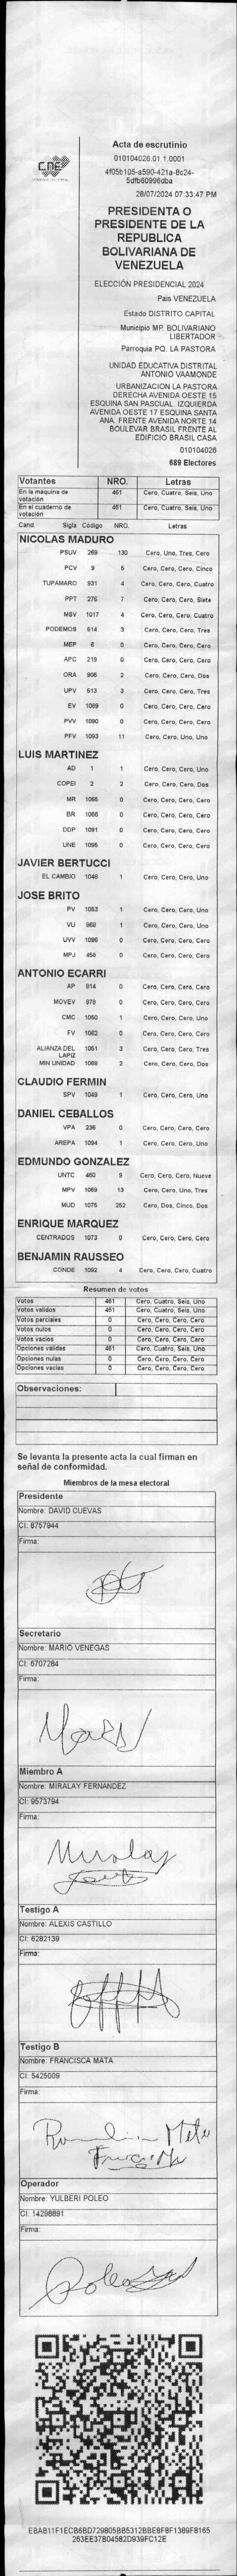 CNE
Acta de escrutinio
010104026.01.1.0001
4f05b105-a590-421a-8c24-
5dfb60996dba
28/07/2024 07:33:47 PM
PRESIDENTA O
PRESIDENTE DE LA
REPUBLICA
BOLIVARIANA DE
VENEZUELA
ELECCIÓN PRESIDENCIAL 2024
Pais VENEZUELA
Estado DISTRITO CAPITAL
Municipio MP. BOLIVARIANO
LIBERTADOR
Parroquia PQ. LA PASTORA
UNIDAD EDUCATIVA DISTRITAL
ANTONIO VAAMONDE
URBANIZACION LA PASTORA
DERECHA AVENIDA OESTE 15
ESQUINA SAN PASCUAL. IZQUIERDA
AVENIDA OESTE 17 ESQUINA SANTA
ANA. FRENTE AVENIDA NORTE 14
BOULEVAR BRASIL FRENTE AL
EDIFICIO BRASIL CASA
010104026
689 Electores
Votantes NRO. Letras
En la máquina de votación 461 Cero, Cuatro, Seis, Uno
En el cuaderno de votación 461 Cero, Cuatro, Seis, Uno
Cand. Sigla Código NRO. Letras
NICOLAS MADURO
PSUV 269 130 Cero, Uno, Tres, Cero
PCV 9 5 Cero, Cero, Cero, Cinco
TUPAMARO 931 4 Cero, Cero, Cero, Cuatro
PPT 276 7 Cero, Cero, Cero, Siete
MSV 1017 4 Cero, Cero, Cero, Cuatro
PODEMOS 514 3 Cero, Cero, Cero, Tres
MEP 6 0 Cero, Cero, Cero, Cero
APC 219 0 Cero, Cero, Cero, Cero
ORA 906 2 Cero, Cero, Cero, Dos
UPV 513 3 Cero, Cero, Cero, Tres
EV 1089 0 Cero, Cero, Cero, Cero
PVV 1090 0 Cero, Cero, Cero, Cero
PFV 1093 11 Cero, Cero, Uno, Uno
LUIS MARTINEZ
AD 1 1 Cero, Cero, Cero, Uno
COPEI 2 2 Cero, Cero, Cero, Dos
MR 1065 0 Cero, Cero, Cero, Cero
BR 1066 0 Cero, Cero, Cero, Cero
DDP 1091 0 Cero, Cero, Cero, Cero
UNE 1095 0 Cero, Cero, Cero, Cero
JAVIER BERTUCCI
EL CAMBIO 1048 1 Cero, Cero, Cero, Uno
JOSE BRITO
PV 1053 1 Cero, Cero, Cero, Uno
VU 968 1 Cero, Cero, Cero, Uno
UVV 1096 0 Cero, Cero, Cero, Cero
MPJ 458 0 Cero, Cero, Cero, Cero
ANTONIO ECARRI
AP 914 0 Cero, Cero, Cero, Cero
MOVEV 978 0 Cero, Cero, Cero, Cero
CMC 1050 1 Cero, Cero, Cero, Uno
FV 1062 0 Cero, Cero, Cero, Cero
ALIANZA DEL LAPIZ 1051 3 Cero, Cero, Cero, Tres
MIN UNIDAD 1068 2 Cero, Cero, Cero, Dos
CLAUDIO FERMIN
SPV 1049 1 Cero, Cero, Cero, Uno
DANIEL CEBALLOS
VPA 236 0 Cero, Cero, Cero, Cero
AREPA 1094 1 Cero, Cero, Cero, Uno
EDMUNDO GONZALEZ
UNTC 460 9 Cero, Cero, Cero, Nueve
MPV 1069 13 Cero, Cero, Uno, Tres
MUD 1075 252 Cero, Dos, Cinco, Dos
ENRIQUE MARQUEZ
CENTRADOS 1073 0 Cero, Cero, Cero, Cero
BENJAMIN RAUSSEO
CONDE 1092 4 Cero, Cero, Cero, Cuatro
Resumen de votos
Votos 461 Cero, Cuatro, Seis, Uno
Votos validos 461 Cero, Cuatro, Seis, Uno
Votos parciales 0 Cero, Cero, Cero, Cero
Votos nulos 0 Cero, Cero, Cero, Cero
Votos vacios 0 Cero, Cero, Cero, Cero
Opciones validas 461 Cero, Cuatro, Seis, Uno
Opciones nulas 0 Cero, Cero, Cero, Cero
Opciones vacias 0 Cero, Cero, Cero, Cero
Observaciones:
Se levanta la presente acta la cual firman en
señal de conformidad.
Miembros de la mesa electoral
Presidente
Nombre: DAVID CUEVAS
CI: 8757944
Firma:
Secretario
Nombre: MARIO VENEGAS
CI: 6707284
Firma:
Miembro A
Nombre: MIRALAY FERNANDEZ
CI: 9573794
Firma:
Miralay
Testigo A
Nombre: ALEXIS CASTILLO
CI: 6282139
Firma:
Testigo B
Nombre: FRANCISCA MATA
CI: 5425009
Firma:
Mata
Operador
Nombre: YULBERI POLEO
CI: 14298891
Firma:
E8AB11F1ECB6BD729805BB5312BBE8F8F1389F8165
263EE37B04582D939FC12E